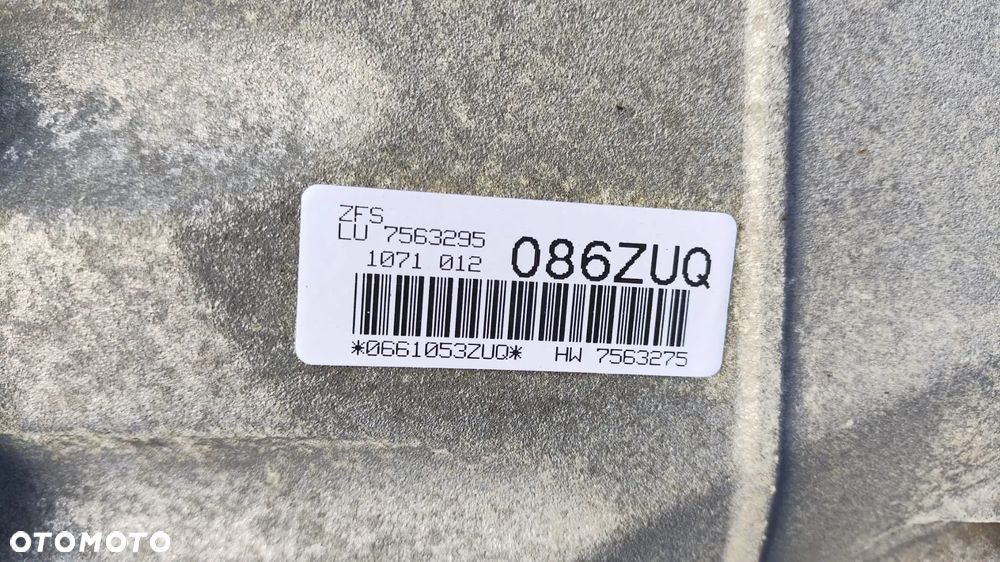 ZFS
LU 7563295
1071 012
086ZUQ
*0661053ZUQ* HW 7563275
OTOMOTO